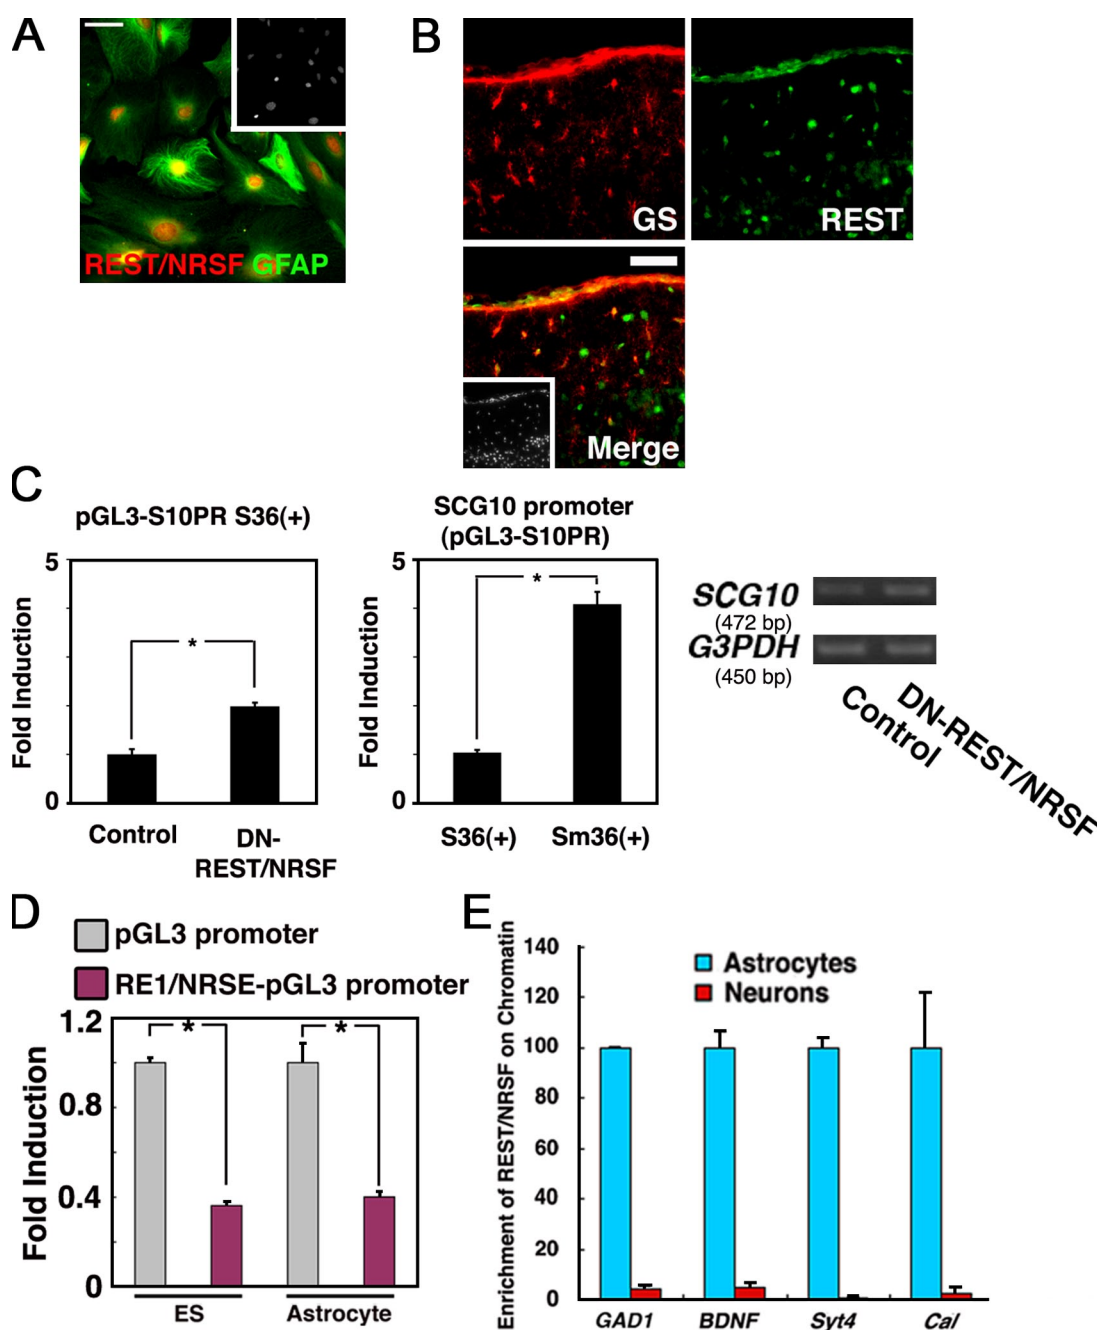 A
REST/NRSF GFAP
B
GS
REST
Merge
C
pGL3-S10PR S36(+)
5
0
Fold Induction
*
Control
DN-
REST/NRSF
SCG10 promoter
(pGL3-S10PR)
5
0
Fold Induction
*
S36(+)
Sm36(+)
SCG10
(472 bp)
G3PDH
(450 bp)
Control
DN-REST/NRSF
D
pGL3 promoter
RE1/NRSE-pGL3 promoter
1.2
0.8
0.4
0
Fold Induction
*
*
ES
Astrocyte
E
Enrichment of REST/NRSF on Chromatin
140
120
100
80
60
40
20
0
Astrocytes
Neurons
GAD1
BDNF
Syt4
Cal